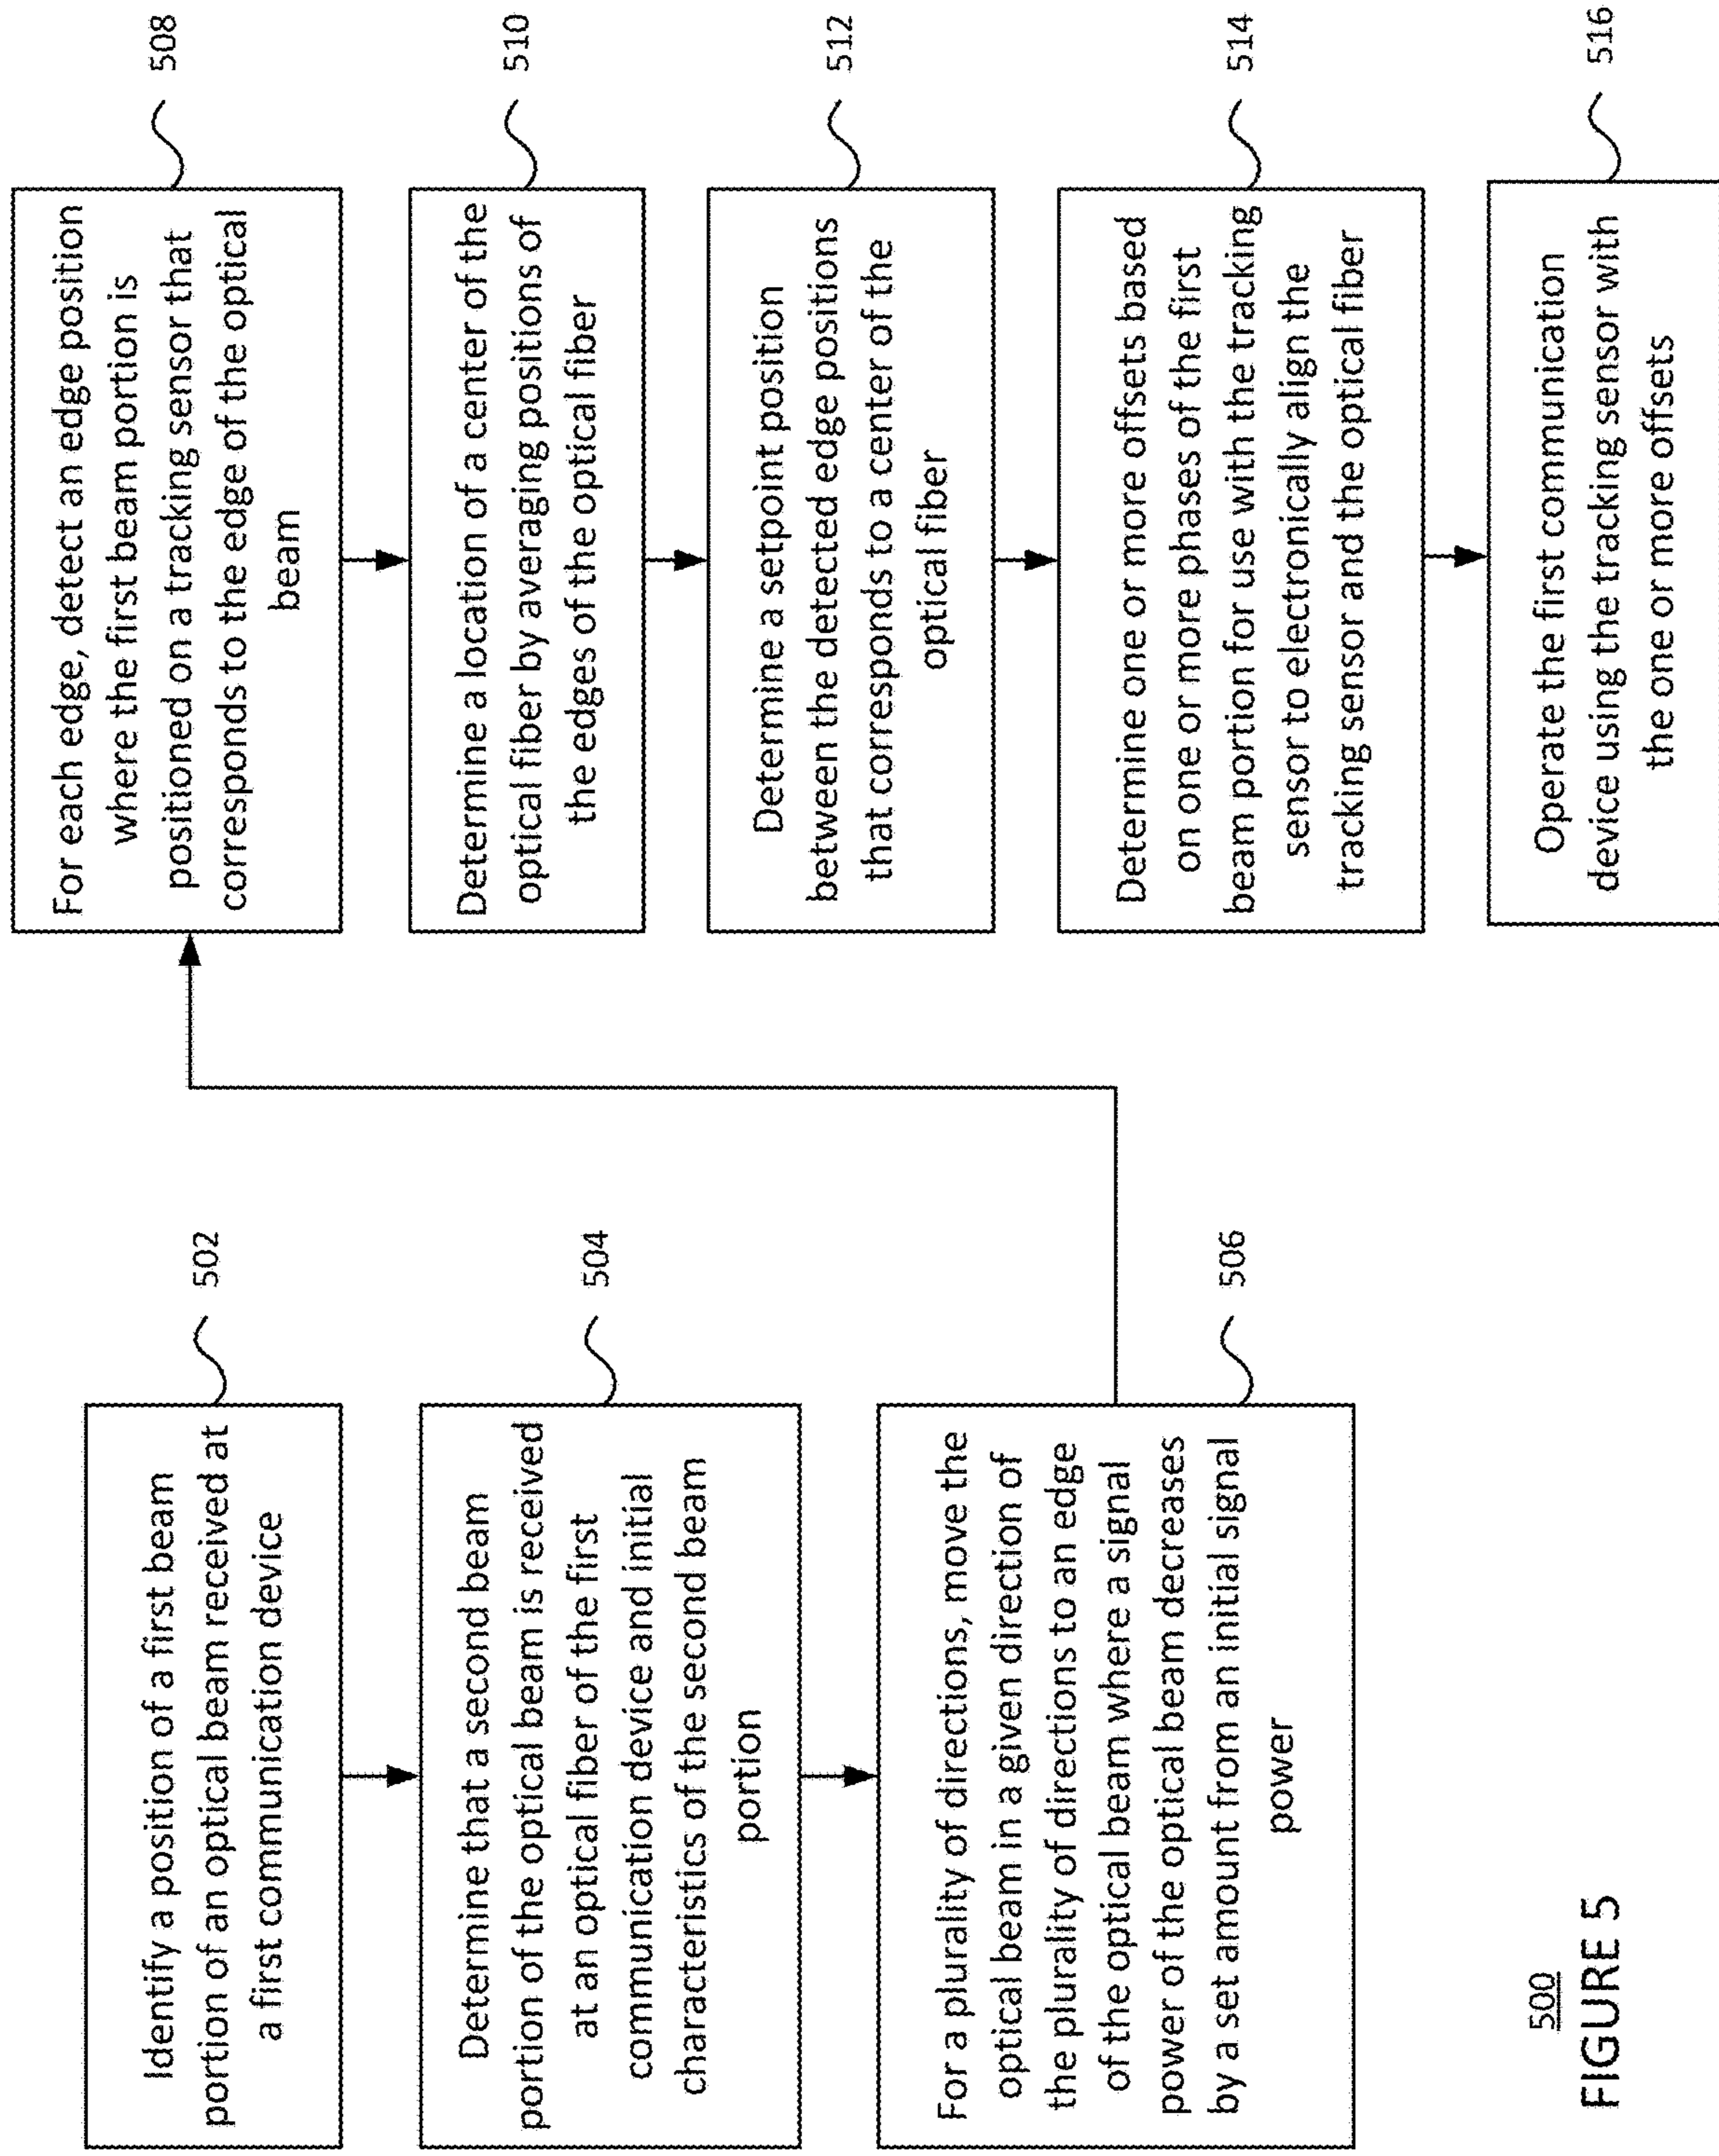 Identify a position of a first beam
portion of an optical beam received at
a first communication device
502
Determine that a second beam
portion of the optical beam is received
at an optical fiber of the first
communication device and initial
characteristics of the second beam
portion
504
For a plurality of directions, move the
optical beam in a given direction of
the plurality of directions to an edge
of the optical beam where a signal
power of the optical beam decreases
by a set amount from an initial signal
power
506
For each edge, detect an edge position
where the first beam portion is
positioned on a tracking sensor that
corresponds to the edge of the optical
beam
508
Determine a location of a center of the
optical fiber by averaging positions of
the edges of the optical fiber
510
Determine a setpoint position
between the detected edge positions
that corresponds to a center of the
optical fiber
512
Determine one or more offsets based
on one or more phases of the first
beam portion for use with the tracking
sensor to electronically align the
tracking sensor and the optical fiber
514
Operate the first communication
device using the tracking sensor with
the one or more offsets
516
500
FIGURE 5